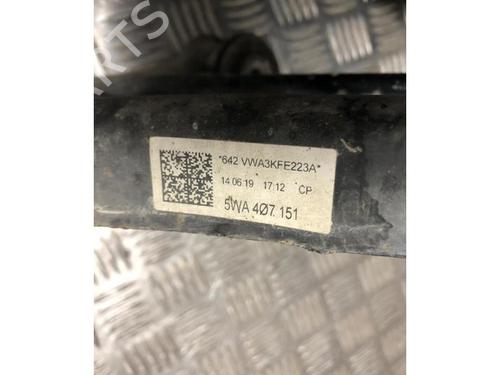 *642 VWA3KFE223A*
14.06.19 17:12 CP
5WA 407 151